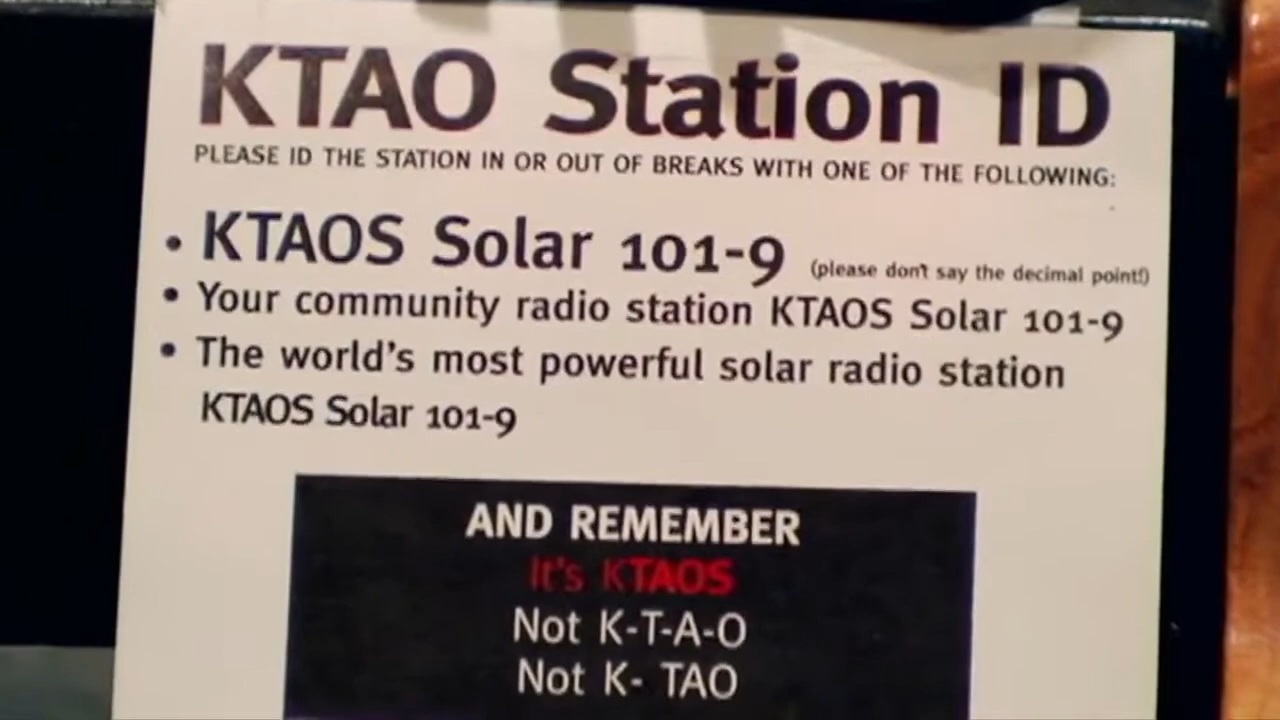 KTAO Station ID
PLEASE ID THE STATION IN OR OUT OF BREAKS WITH ONE OF THE FOLLOWING:
• KTAOS Solar 101-9 (please don't say the decimal point!)
• Your community radio station KTAOS Solar 101-9
• The world's most powerful solar radio station
KTAOS Solar 101-9
AND REMEMBER
It's KTAOS
Not K-T-A-O
Not K- TAO